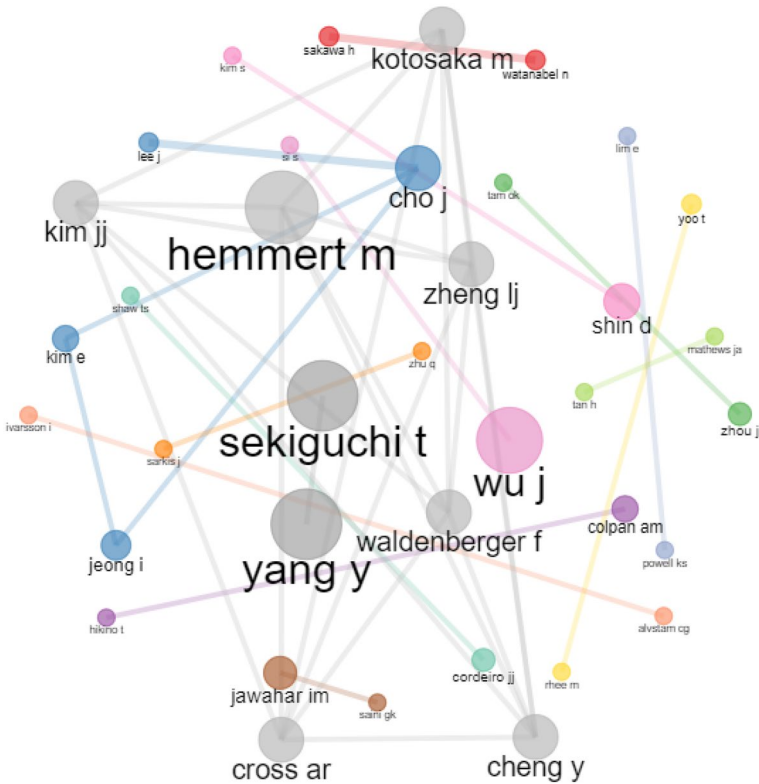 sakawa h
kotosaka m
watanabel n
kim s
lee j
si s
cho j
lim e
tam ok
kim jj
hemmert m
yoo t
zheng lj
shaw ts
shin d
kim e
zhu q
mathews ja
tan h
ivarsson i
sarkis j
sekiguchi t
zhou j
wu j
colpan am
waldenberger f
jeong i
yang y
powell ks
hikino t
alvstam cg
cordeiro jj
rhee m
jawahar im
saini gk
cross ar
cheng y